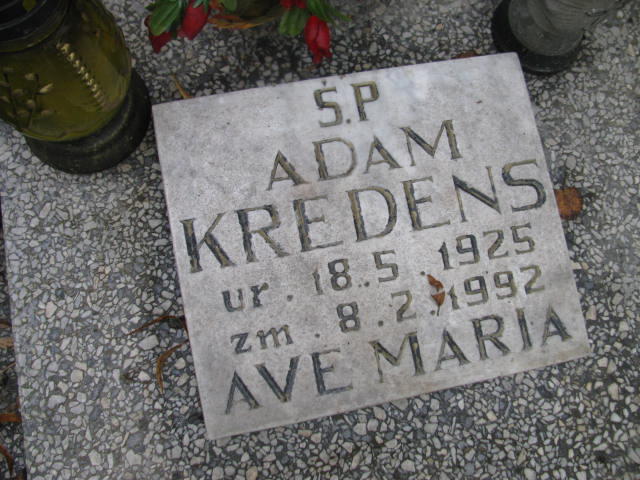 Ś.P
ADAM
KREDENS
ur. 18.5.1925
zm. 8.2.1992
AVE MARIA